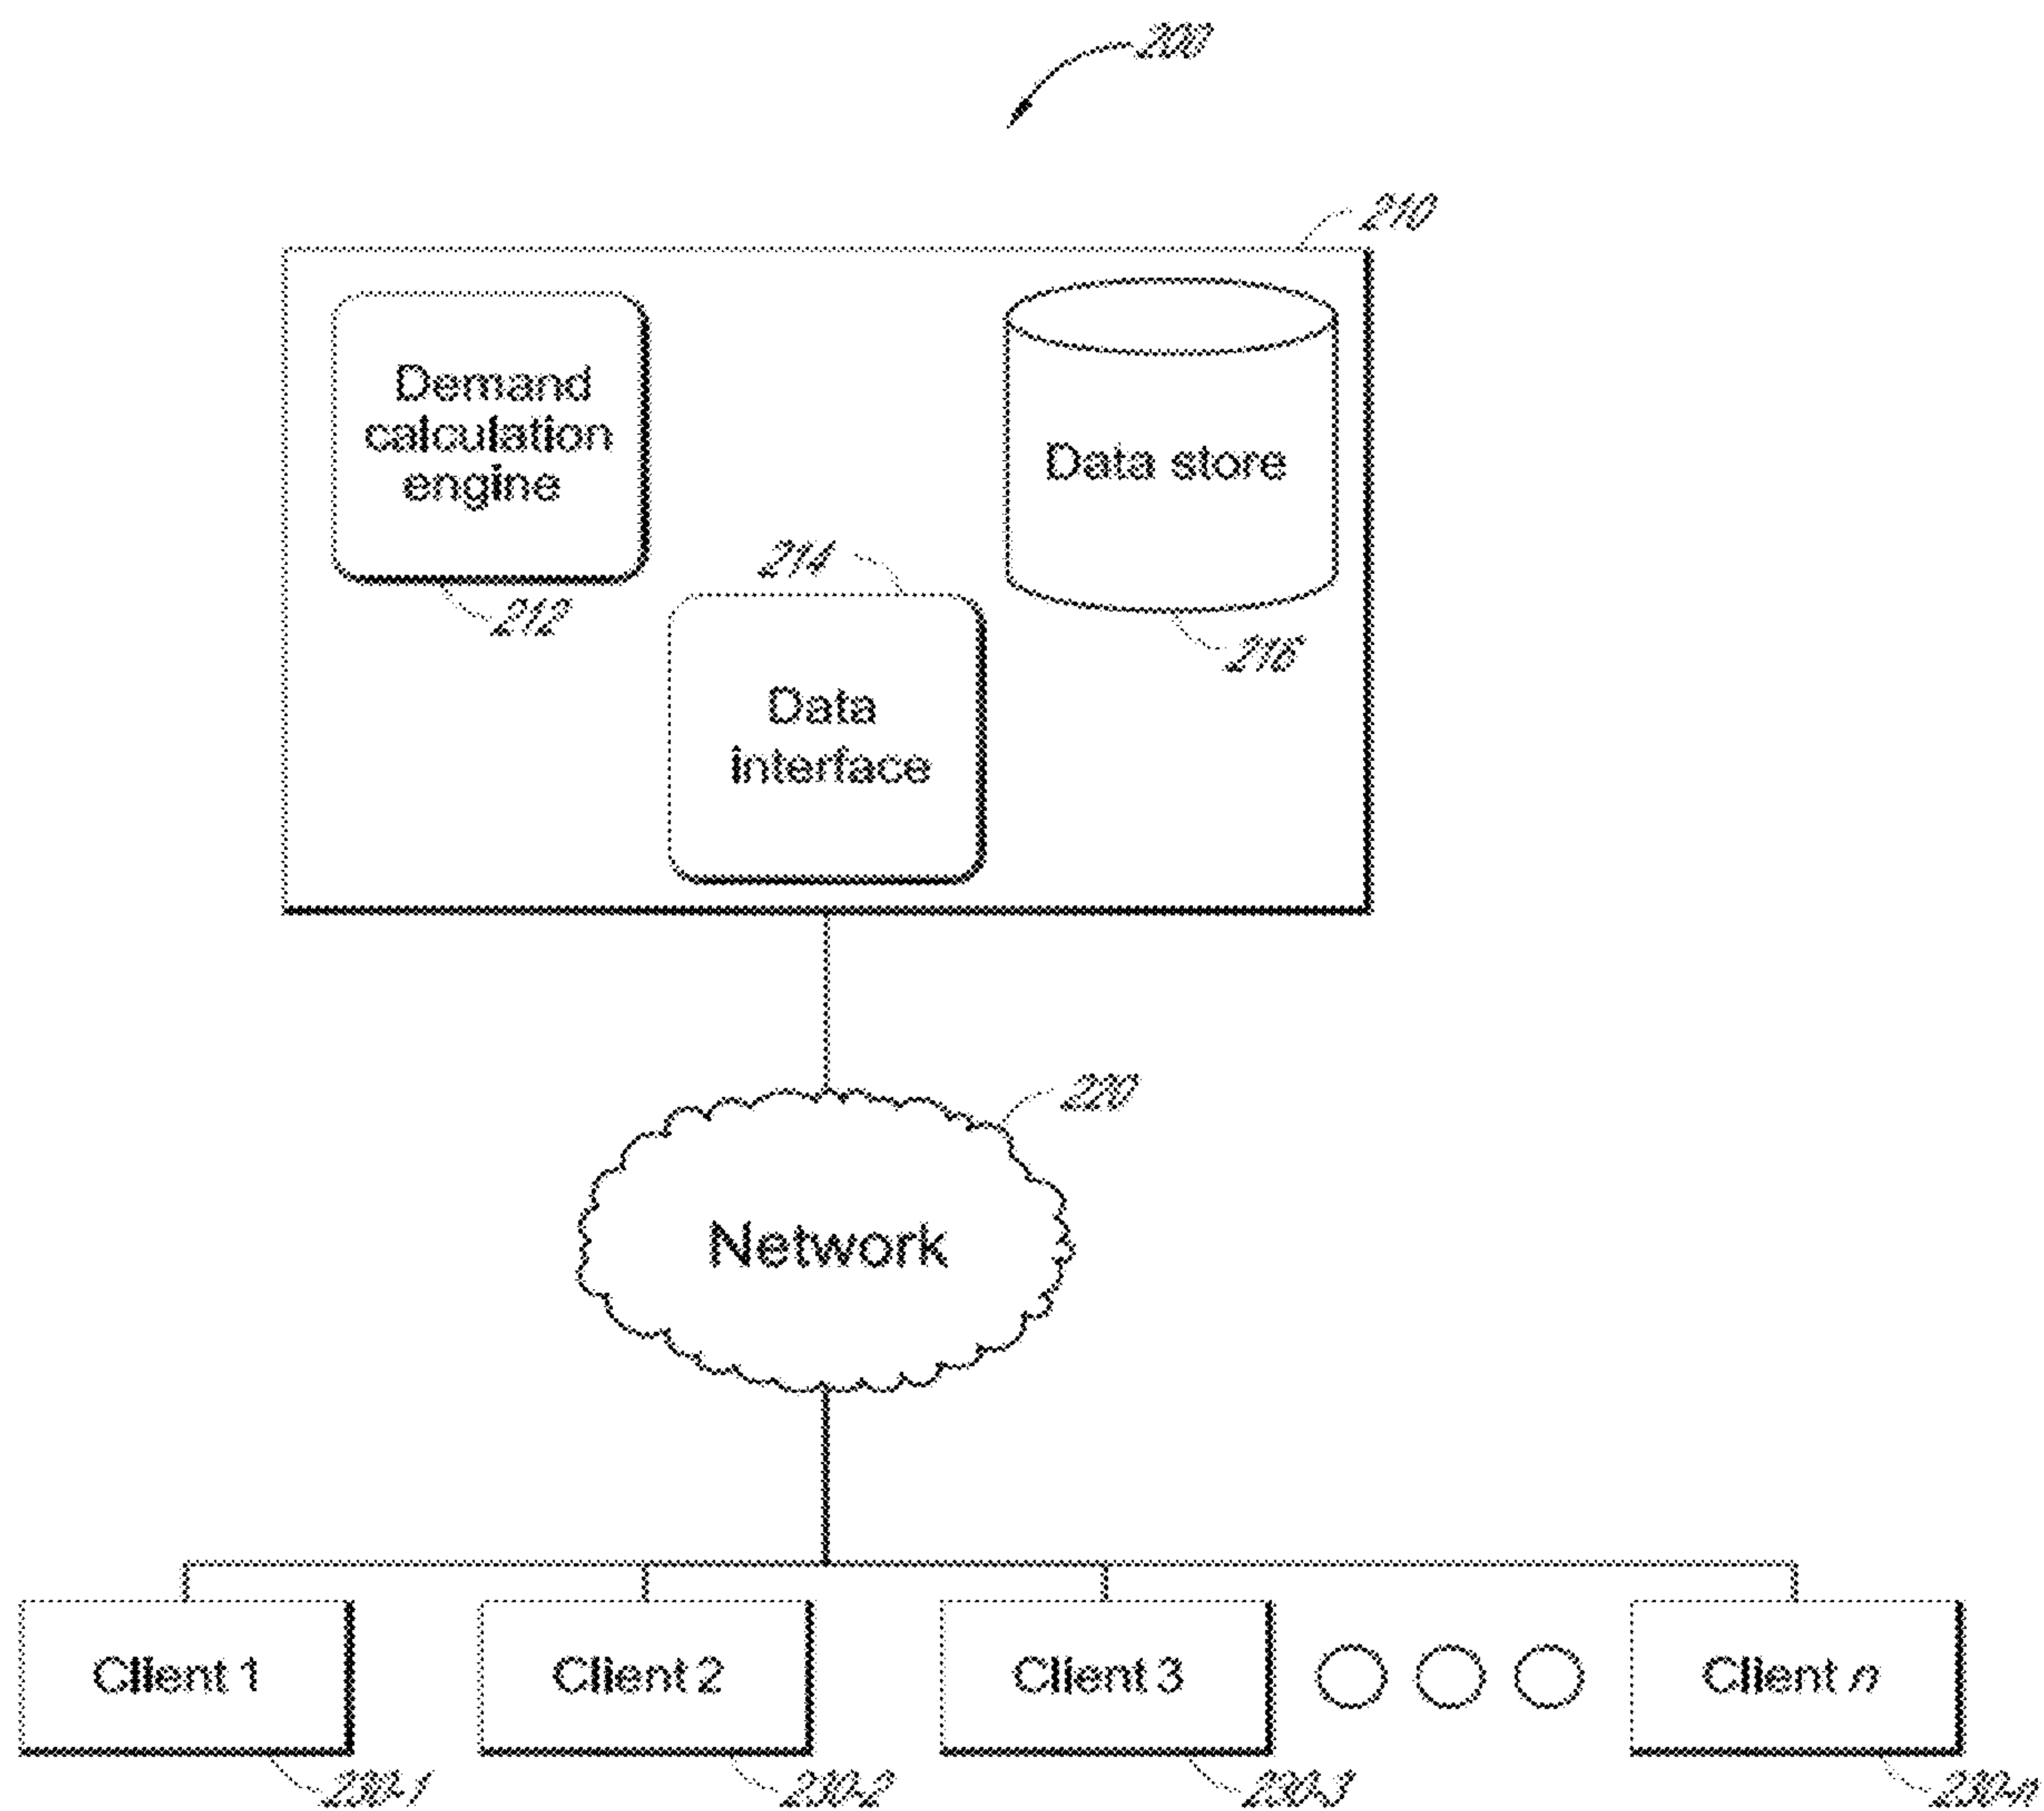 200
210
Demand
calculation
engine
Data store
214
212
216
Data
interface
220
Network
Client 1
Client 2
Client 3
Client n
230-1
230-2
230-3
230-n